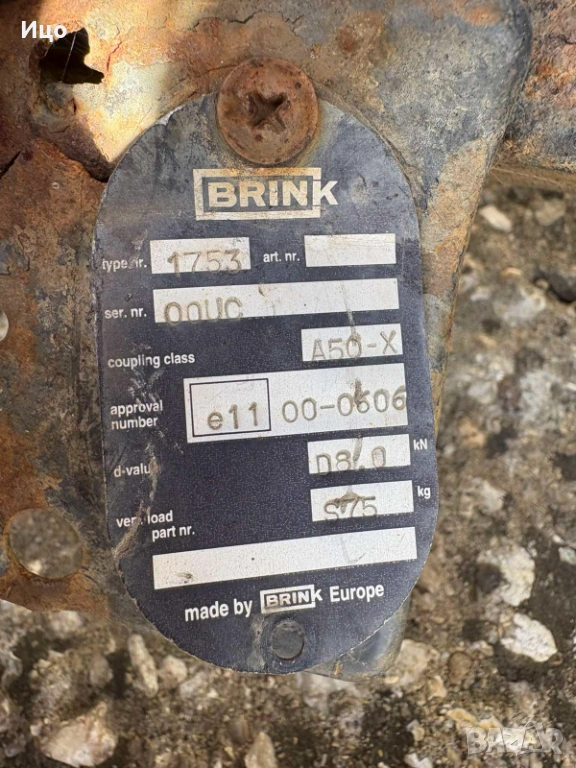 Ицо
BRINK
type nr. 1753 art. nr.
ser. nr. 00UC
coupling class A50-X
approval number e11 00-0606
d-value D8.0 kN
vert. load S75 kg
part nr.
made by BRINK Europe
BAZAR